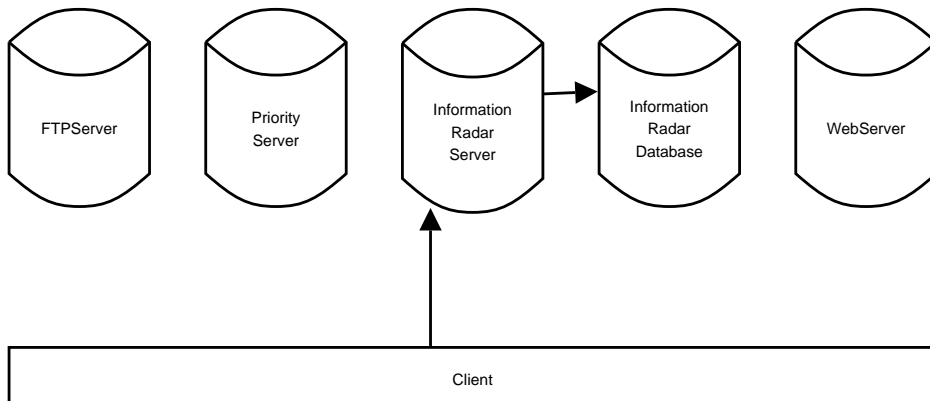 FTPServer
Priority
Server
Information
Radar
Server
Information
Radar
Database
WebServer
Client